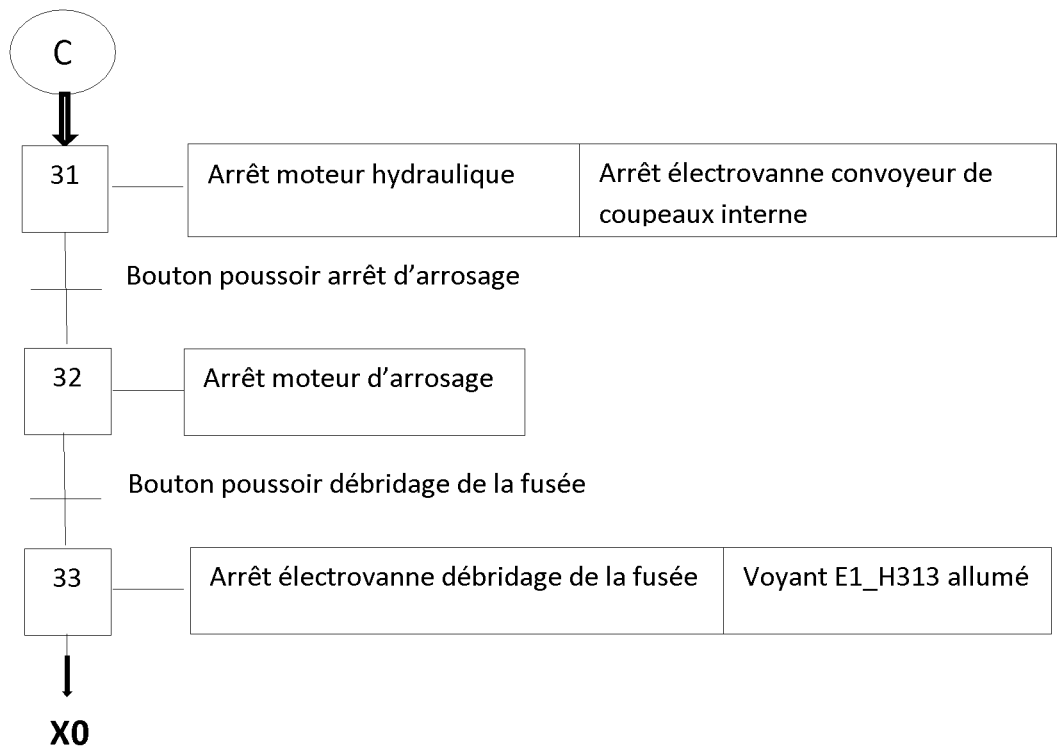 C
31
Arrêt moteur hydraulique
Arrêt électrovanne convoyeur de
coupeaux interne
Bouton poussoir arrêt d’arrosage
32
Arrêt moteur d’arrosage
Bouton poussoir débridage de la fusée
33
Arrêt électrovanne débridage de la fusée
Voyant E1_H313 allumé
X0